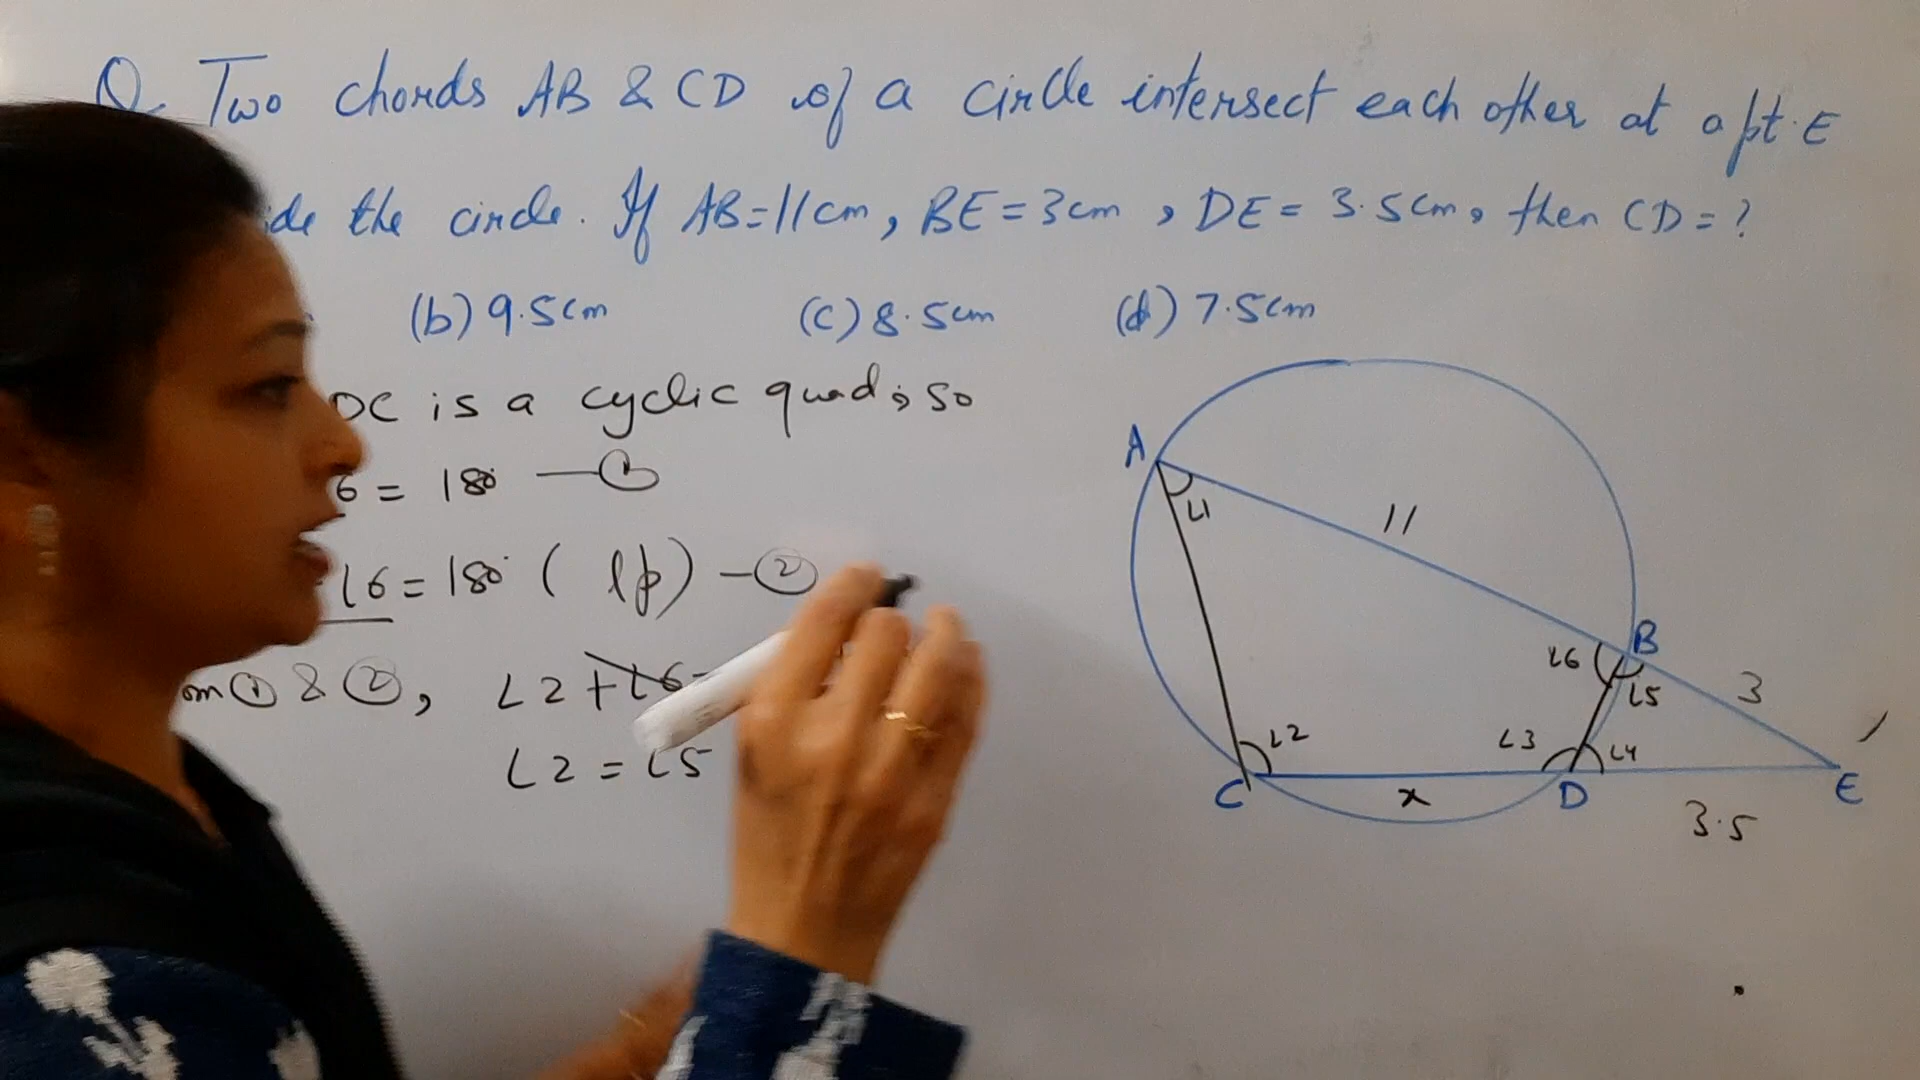 Q Two chords AB & CD of a circle intersect each other at a pt. E
the circle. If AB=11cm, BE=3cm, DE=3.5cm, then CD=?
(b) 9.5cm (c) 8.5cm (d) 7.5cm
DC is a cyclic quad, so
6 = 180° — ①
∠6 = 180° ( lp) — ②
① & ②, ∠2+∠6
∠2 = ∠5
A
∠1
11
B
∠6
∠5
3
∠2
∠3
∠4
C
x
D
3.5
E